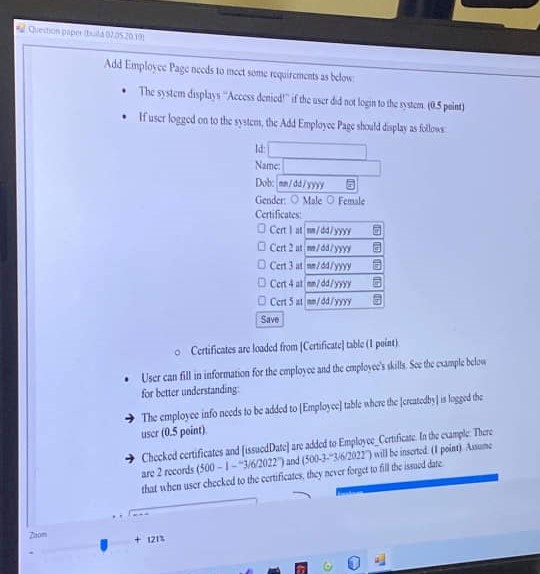 Question paper (build 02.05.20.19)
Add Employee Page needs to meet some requirements as below:
• The system displays "Access denied!" if the user did not login to the system. (0.5 point)
• If user logged on to the system, the Add Employee Page should display as follows:
Id:
Name:
Dob: mm/dd/yyyy
Gender: Male Female
Certificates:
Cert 1 at mm/dd/yyyy
Cert 2 at mm/dd/yyyy
Cert 3 at mm/dd/yyyy
Cert 4 at mm/dd/yyyy
Cert 5 at mm/dd/yyyy
Save
o Certificates are loaded from [Certificate] table (1 point)
• User can fill in information for the employee and the employee's skills. See the example below
for better understanding:
➔ The employee info needs to be added to [Employee] table where the [createdby] is logged the
user (0.5 point).
➔ Checked certificates and [issuedDate] are added to Employee_Certificate. In the example: There
are 2 records (500 – 1 – "3/6/2022") and (500-3-"3/6/2022") will be inserted. (1 point). Assume
that when user checked to the certificates, they never forget to fill the issued date.
Zoom
- + 121%